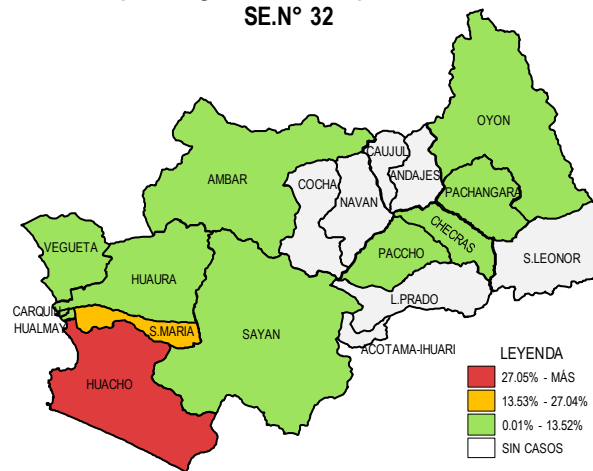 SE.N° 32
OYON
CAUJUL
ANDAJES
AMBAR
COCHA
NAVAN
PACHANGARA
CHECRAS
VEGUETA
PACCHO
S.LEONOR
HUAURA
L.PRADO
CARQUIN
HUALMAY
S.MARIA
SAYAN
ACOTAMA-IHUARI
HUACHO
LEYENDA
27.05% - MÁS
13.53% - 27.04%
0.01% - 13.52%
SIN CASOS